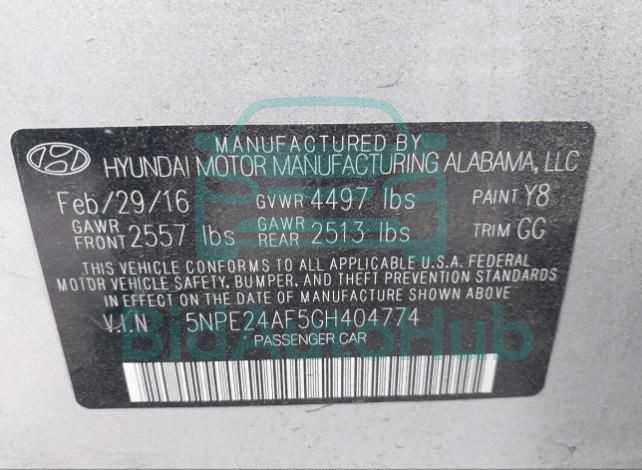 MANUFACTURED BY
HYUNDAI MOTOR MANUFACTURING ALABAMA, LLC
Feb/29/16 GVWR 4497 lbs PAINT Y8
GAWR FRONT 2557 lbs GAWR REAR 2513 lbs TRIM GG
THIS VEHICLE CONFORMS TO ALL APPLICABLE U.S.A. FEDERAL
MOTOR VEHICLE SAFETY, BUMPER, AND THEFT PREVENTION STANDARDS
IN EFFECT ON THE DATE OF MANUFACTURE SHOWN ABOVE.
V.I.N 5NPE24AF5GH404774
BidAutoHub
PASSENGER CAR